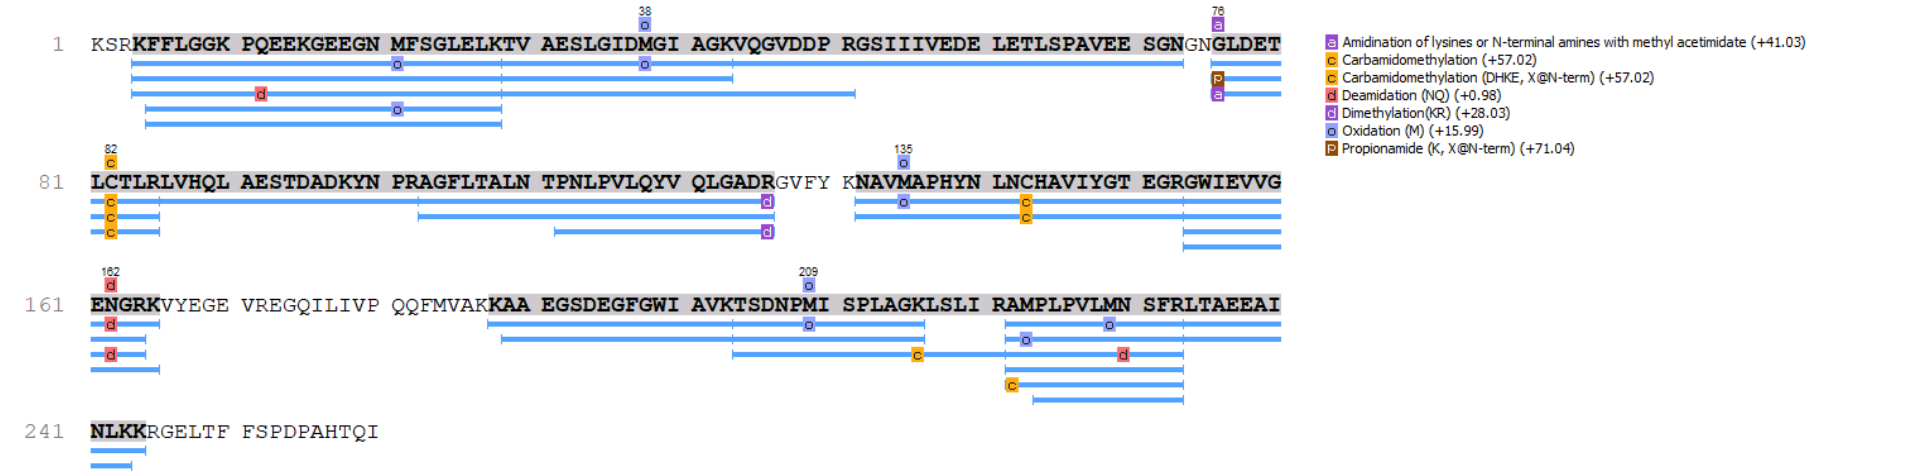 38 76
o a
1 KSRKFFLGGK PQEEKGEEGN MFSGLELKTV AESLGIDMGI AGKVQGVDDP RGSIIIVEDE LETLSPAVEE SGNGNGLDET
o o
p
d a
o
82 135
c o
81 LCTLRLVHQL AESTDADKYN PRAGFLTALN TPNLPVLQYV QLGADRGVFY KNAVMAPHYN LNCHAVIYGT EGRGWIEVVG
c d o c
c c
c d
162 209
d o
161 ENGRKVYEGE VREGQILIVP QQFMVAKKAA EGSDEGFGWI AVKTSDNPMI SPLAGKLSLI RAMPLPVLMN SFRLTAEEAI
d o o
o
d c d
c
241 NLKKRGELTF FSPDPAHTQI
a Amidination of lysines or N-terminal amines with methyl acetimidate (+41.03)
c Carbamidomethylation (+57.02)
c Carbamidomethylation (DHKE, X@N-term) (+57.02)
d Deamidation (NQ) (+0.98)
d Dimethylation(KR) (+28.03)
o Oxidation (M) (+15.99)
p Propionamide (K, X@N-term) (+71.04)